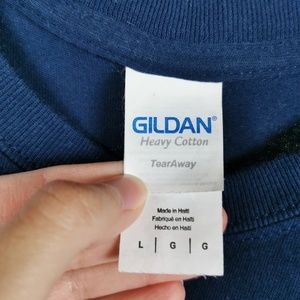 GILDAN®
Heavy Cotton
TearAway
Made in Haiti
Fabriqué en Haïti
Hecho en Haití
L G G